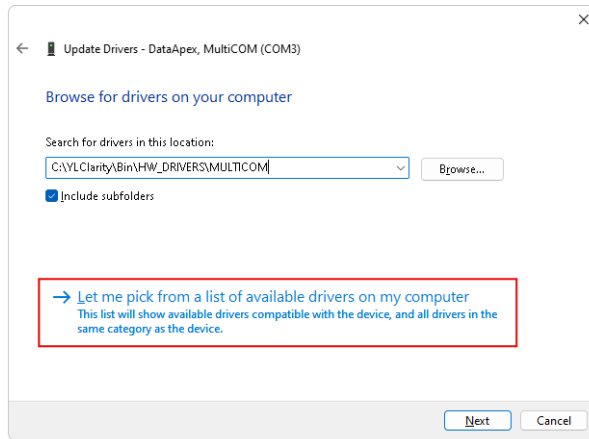 Update Drivers - DataApex, MultiCOM (COM3)
Browse for drivers on your computer
Search for drivers in this location:
C:\YLClarity\Bin\HW_DRIVERS\MULTICOM
Browse...
Include subfolders
Let me pick from a list of available drivers on my computer
This list will show available drivers compatible with the device, and all drivers in the
same category as the device.
Next
Cancel